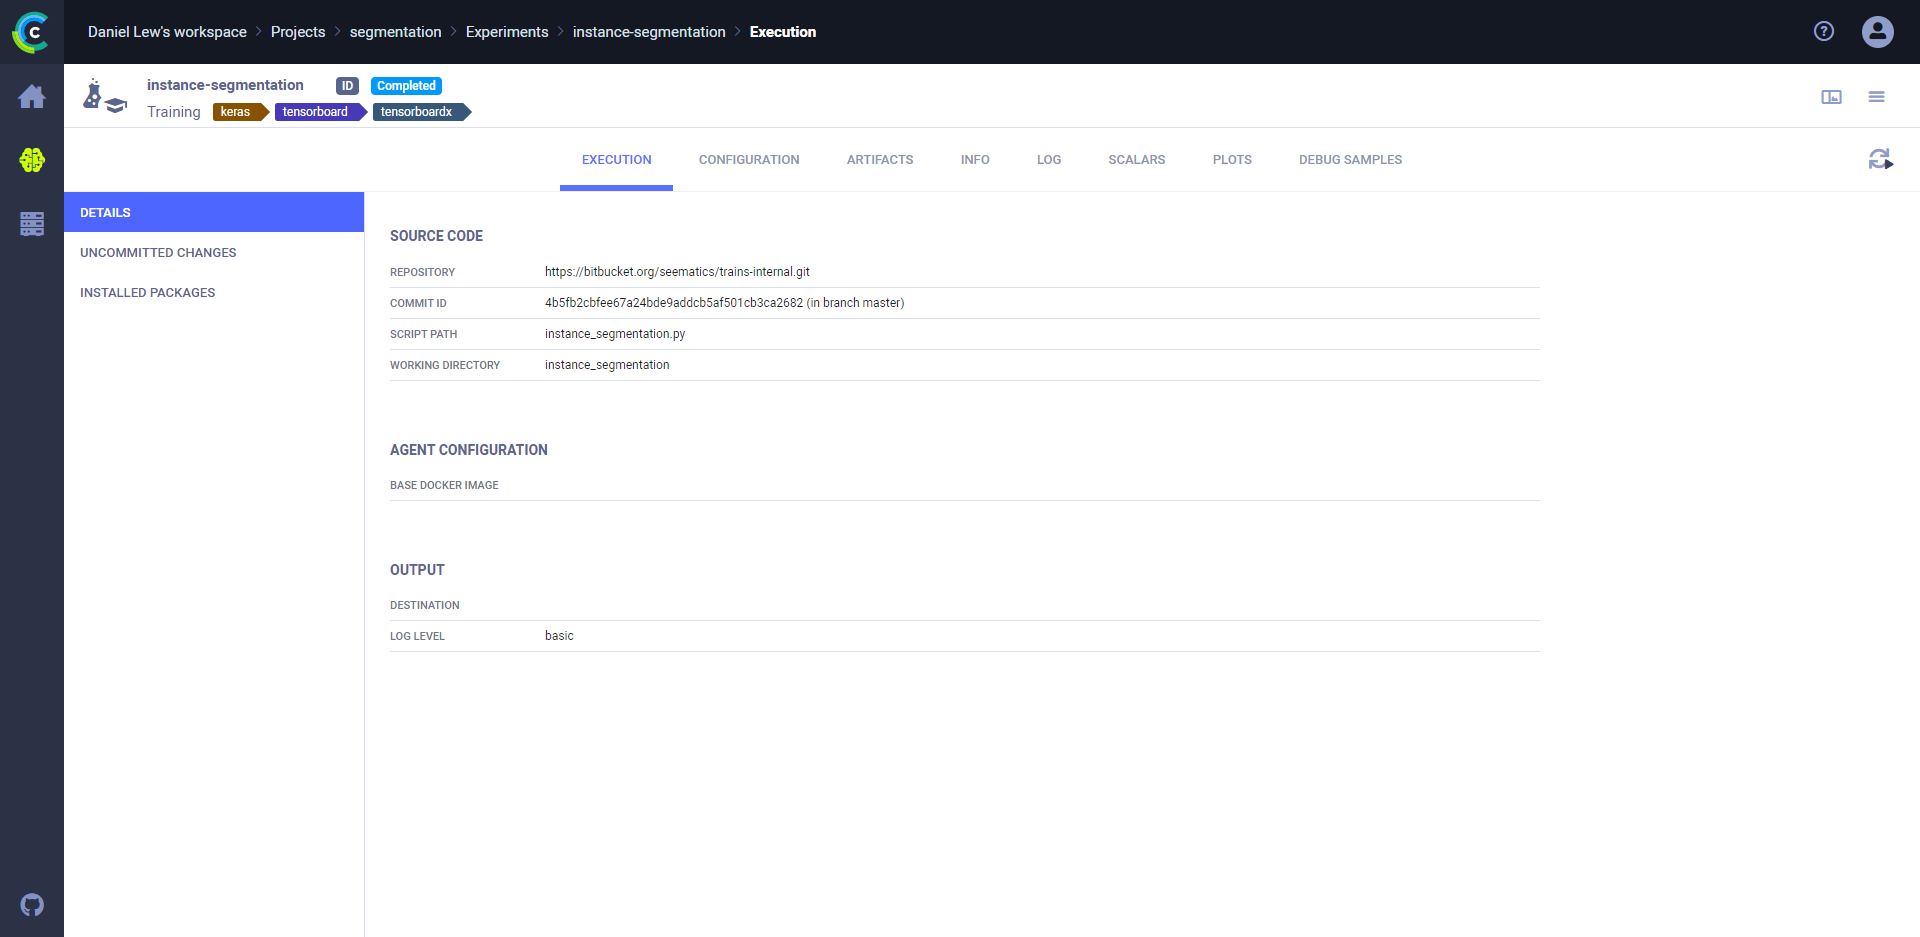 Daniel Lew's workspace > Projects > segmentation > Experiments > instance-segmentation > Execution
instance-segmentation ID Completed
Training keras tensorboard tensorboardx
EXECUTION CONFIGURATION ARTIFACTS INFO LOG SCALARS PLOTS DEBUG SAMPLES
DETAILS
UNCOMMITTED CHANGES
INSTALLED PACKAGES
SOURCE CODE
REPOSITORY https://bitbucket.org/seematics/trains-internal.git
COMMIT ID 4b5fb2cbfee67a24bde9addcb5af501cb3ca2682 (in branch master)
SCRIPT PATH instance_segmentation.py
WORKING DIRECTORY instance_segmentation
AGENT CONFIGURATION
BASE DOCKER IMAGE
OUTPUT
DESTINATION
LOG LEVEL basic